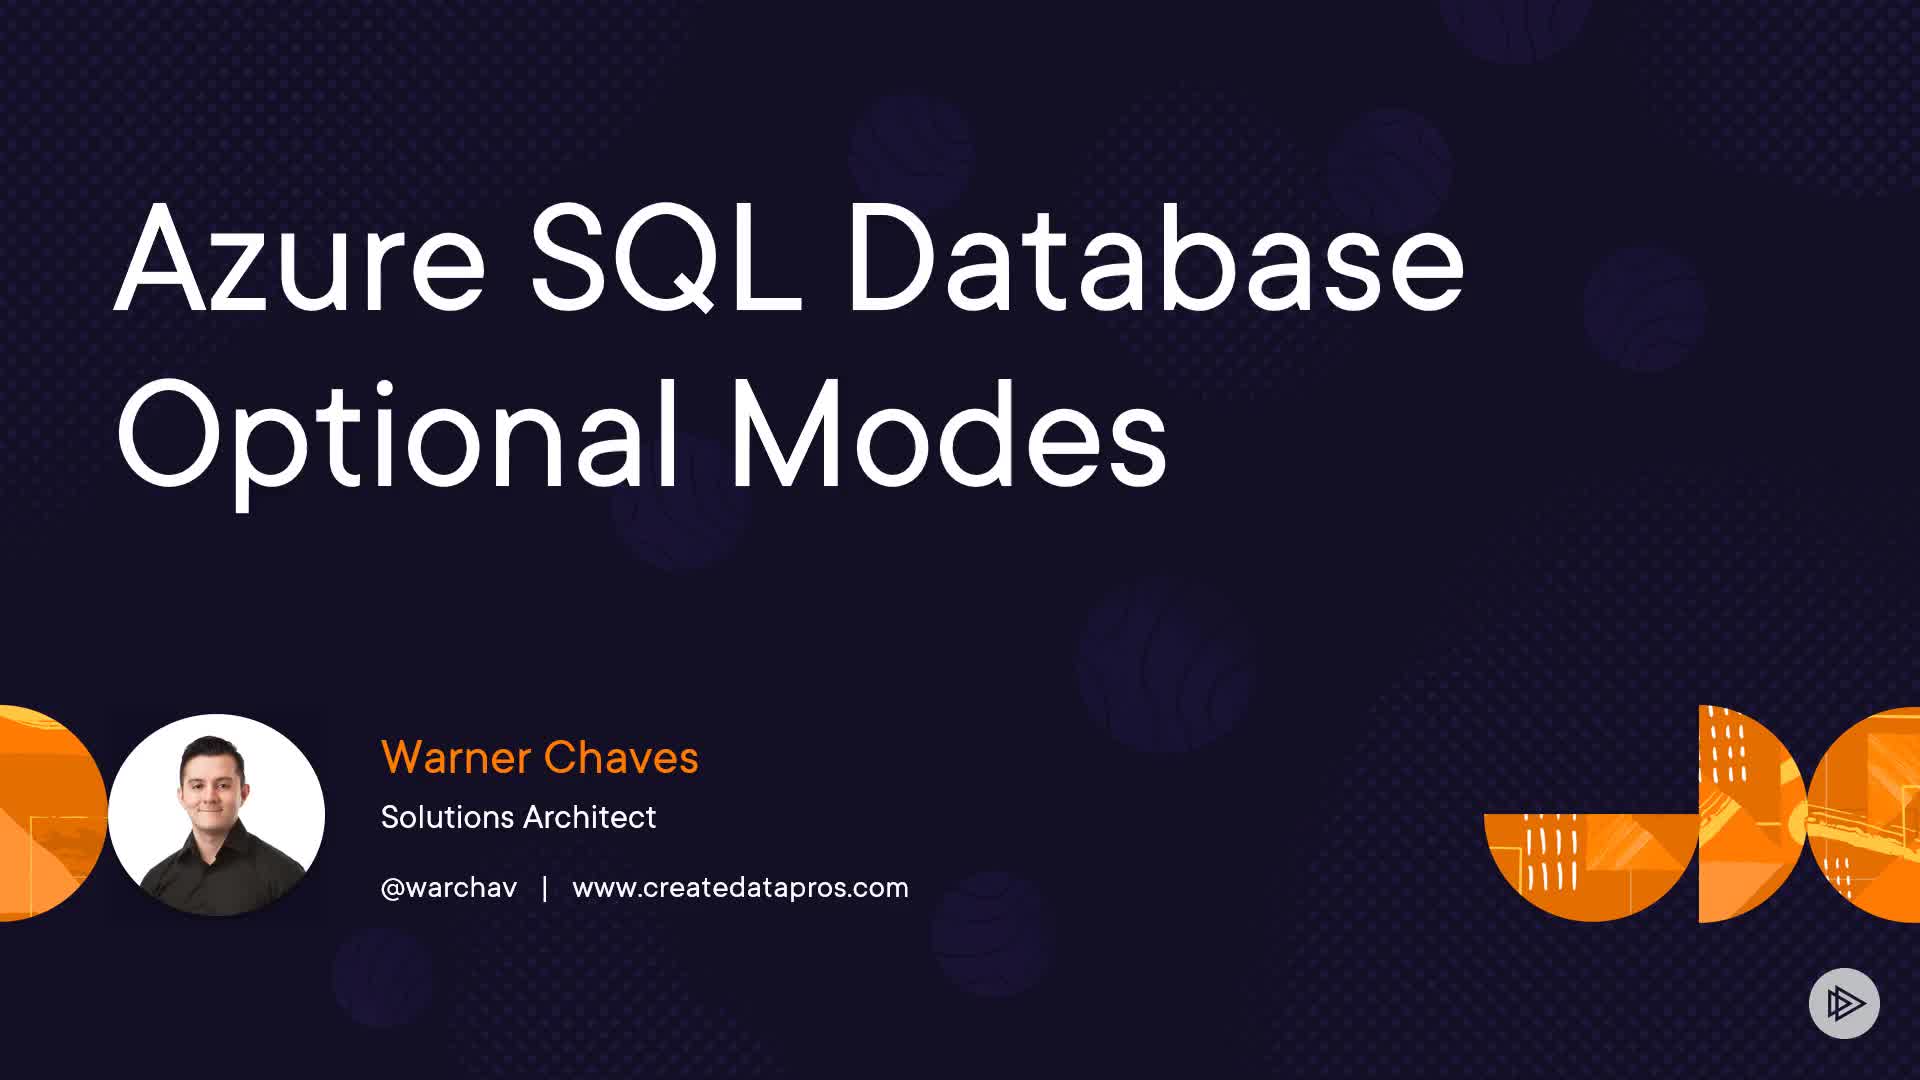 Azure SQL Database
Optional Modes
Warner Chaves
Solutions Architect
@warchav | www.createdatapros.com